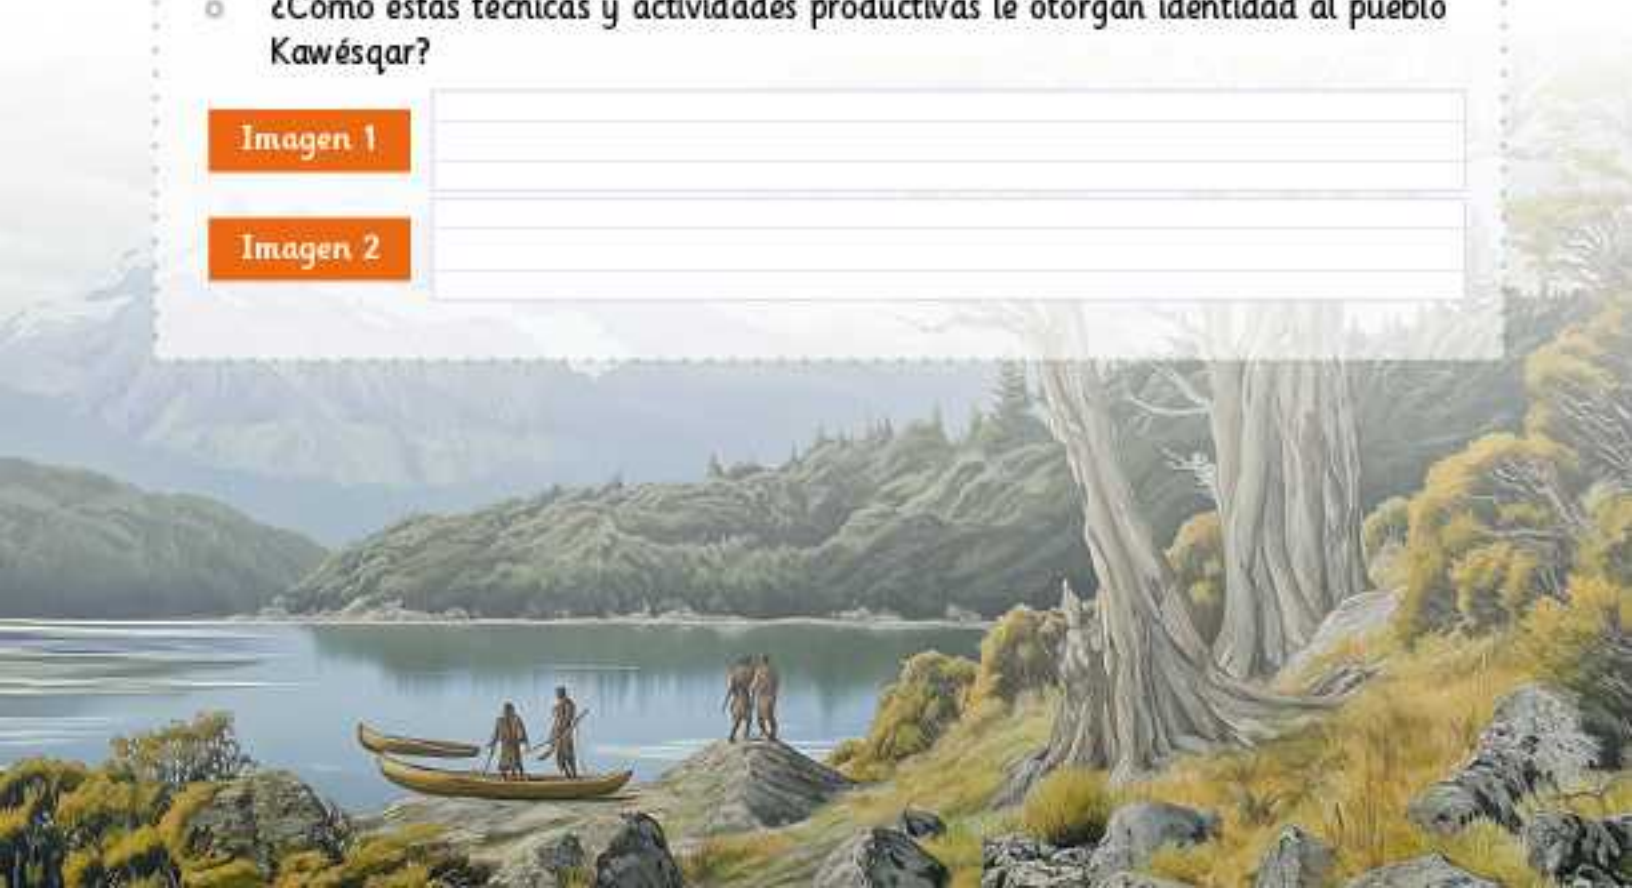 ¿Cómo estas técnicas y actividades productivas le otorgan identidad al pueblo
Kawésqar?
Imagen 1
Imagen 2